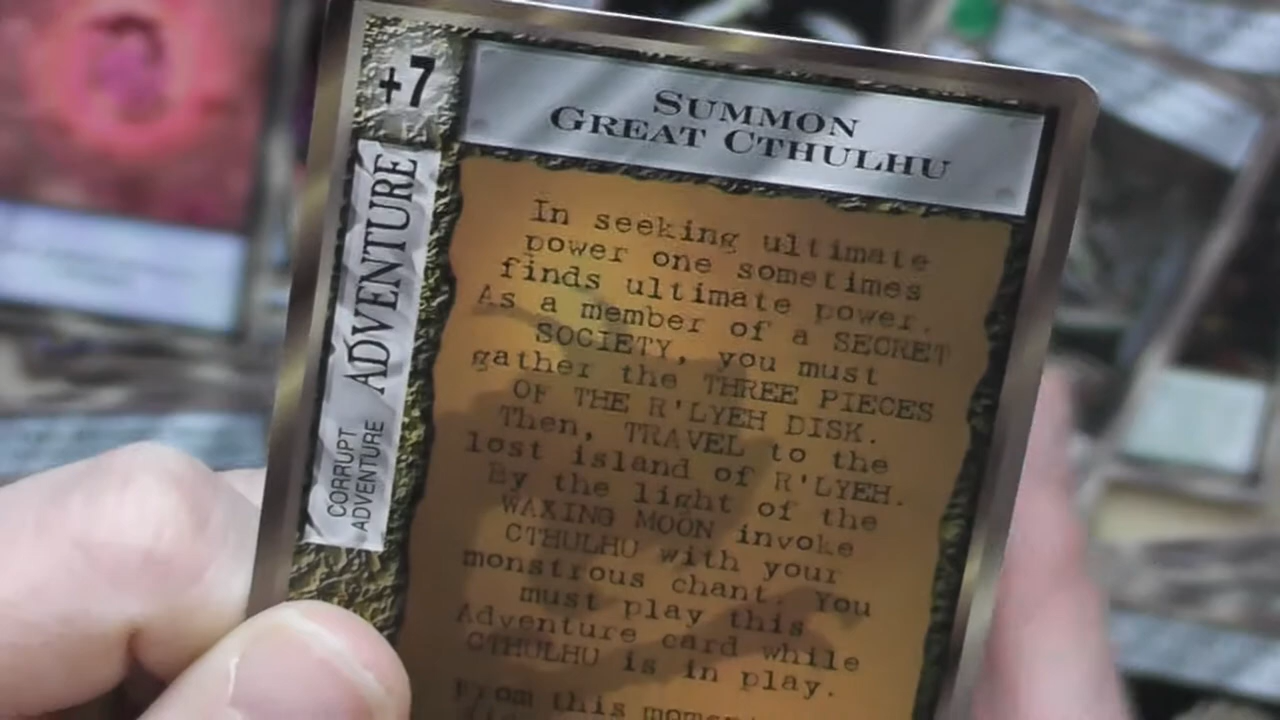 +7
SUMMON
GREAT CTHULHU
ADVENTURE
CORRUPT
ADVENTURE
In seeking ultimate
power one sometimes
finds ultimate power.
As a member of a SECRET
SOCIETY, you must
gather the THREE PIECES
OF THE R'LYEH DISK.
Then, TRAVEL to the
lost island of R'LYEH.
By the light of the
WAXING MOON invoke
CTHULHU with your
monstrous chant. You
must play this
Adventure card while
CTHULHU is in play.
From this moment